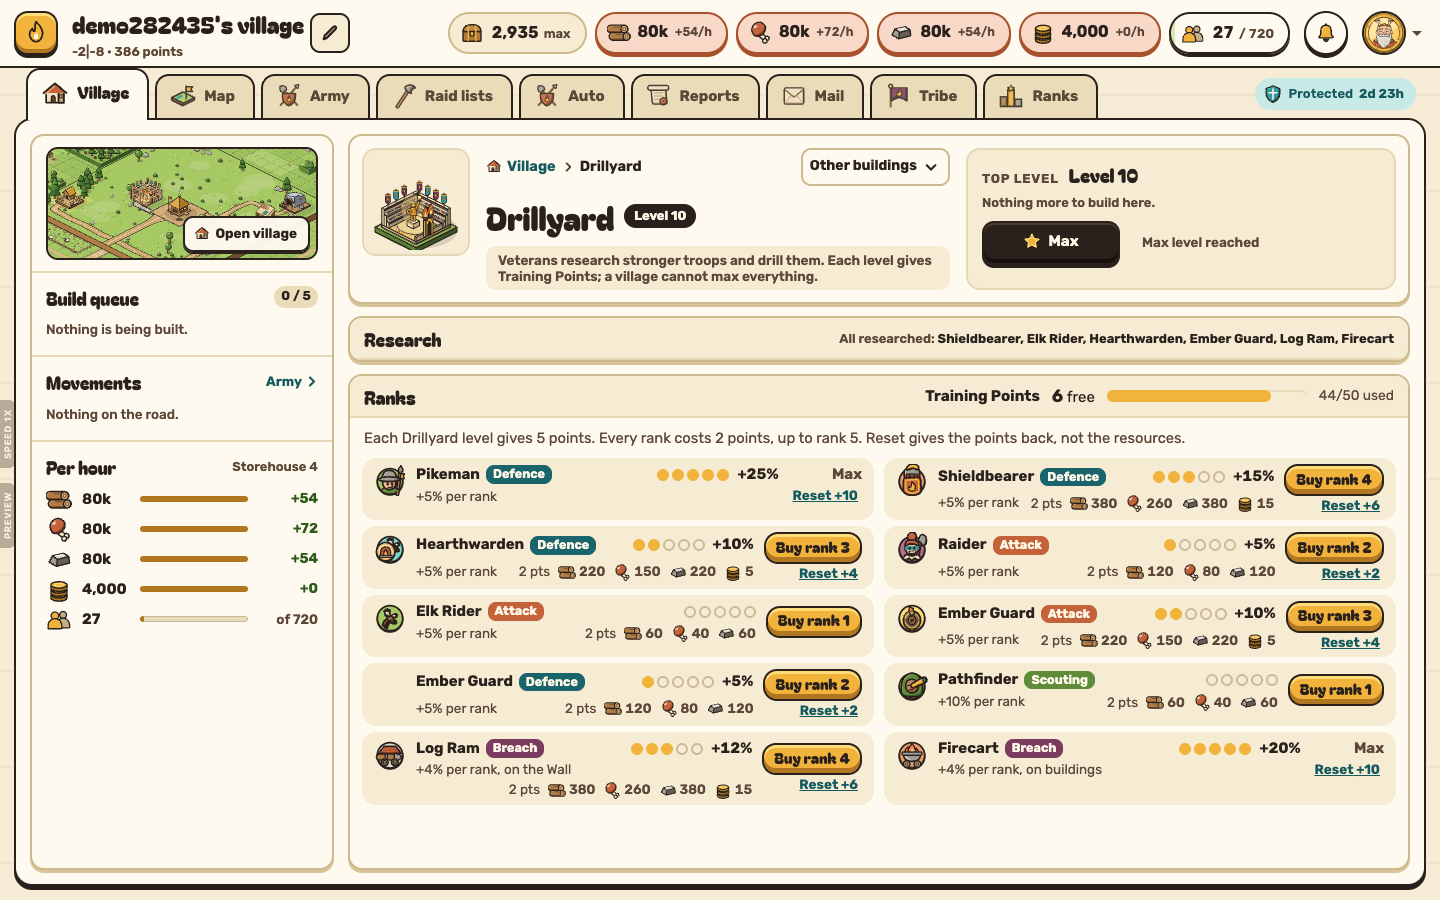 demo282435's village
-2|-8 • 386 points
2,935 max
80k +54/h
80k +72/h
80k +54/h
4,000 +0/h
27 / 720
Village
Map
Army
Raid lists
Auto
Reports
Mail
Tribe
Ranks
Protected 2d 23h
SPEED 1X
PREVIEW
Open village
Build queue 0 / 5
Nothing is being built.
Movements Army
Nothing on the road.
Per hour Storehouse 4
80k +54
80k +72
80k +54
4,000 +0
27 of 720
Village > Drillyard
Other buildings
Drillyard Level 10
Veterans research stronger troops and drill them. Each level gives
Training Points; a village cannot max everything.
TOP LEVEL Level 10
Nothing more to build here.
Max
Max level reached
Research
All researched: Shieldbearer, Elk Rider, Hearthwarden, Ember Guard, Log Ram, Firecart
Ranks
Training Points 6 free 44/50 used
Each Drillyard level gives 5 points. Every rank costs 2 points, up to rank 5. Reset gives the points back, not the resources.
Pikeman Defence +25% Max
+5% per rank Reset +10
Shieldbearer Defence +15% Buy rank 4
+5% per rank 2 pts 380 260 380 15 Reset +6
Hearthwarden Defence +10% Buy rank 3
+5% per rank 2 pts 220 150 220 5 Reset +4
Raider Attack +5% Buy rank 2
+5% per rank 2 pts 120 80 120 Reset +2
Elk Rider Attack Buy rank 1
+5% per rank 2 pts 60 40 60
Ember Guard Attack +10% Buy rank 3
+5% per rank 2 pts 220 150 220 5 Reset +4
Ember Guard Defence +5% Buy rank 2
+5% per rank 2 pts 120 80 120 Reset +2
Pathfinder Scouting Buy rank 1
+10% per rank 2 pts 60 40 60
Log Ram Breach +12% Buy rank 4
+4% per rank, on the Wall
2 pts 380 260 380 15 Reset +6
Firecart Breach +20% Max
+4% per rank, on buildings Reset +10